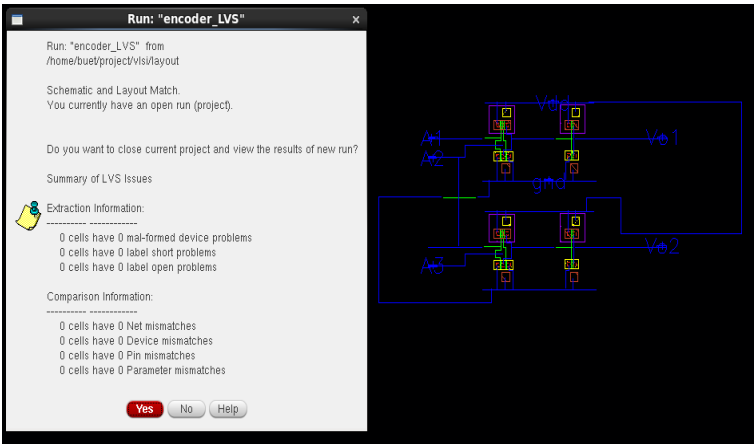 Run: "encoder_LVS"
x
Run: "encoder_LVS" from
/home/buet/project/vlsi/layout
Schematic and Layout Match.
You currently have an open run (project).
Do you want to close current project and view the results of new run?
Summary of LVS Issues
Extraction Information:
---------- ------------
0 cells have 0 mal-formed device problems
0 cells have 0 label short problems
0 cells have 0 label open problems
Comparison Information:
---------- ------------
0 cells have 0 Net mismatches
0 cells have 0 Device mismatches
0 cells have 0 Pin mismatches
0 cells have 0 Parameter mismatches
Yes No Help
Vdd
A1
Vo1
A2
gnd
Vo2
A3